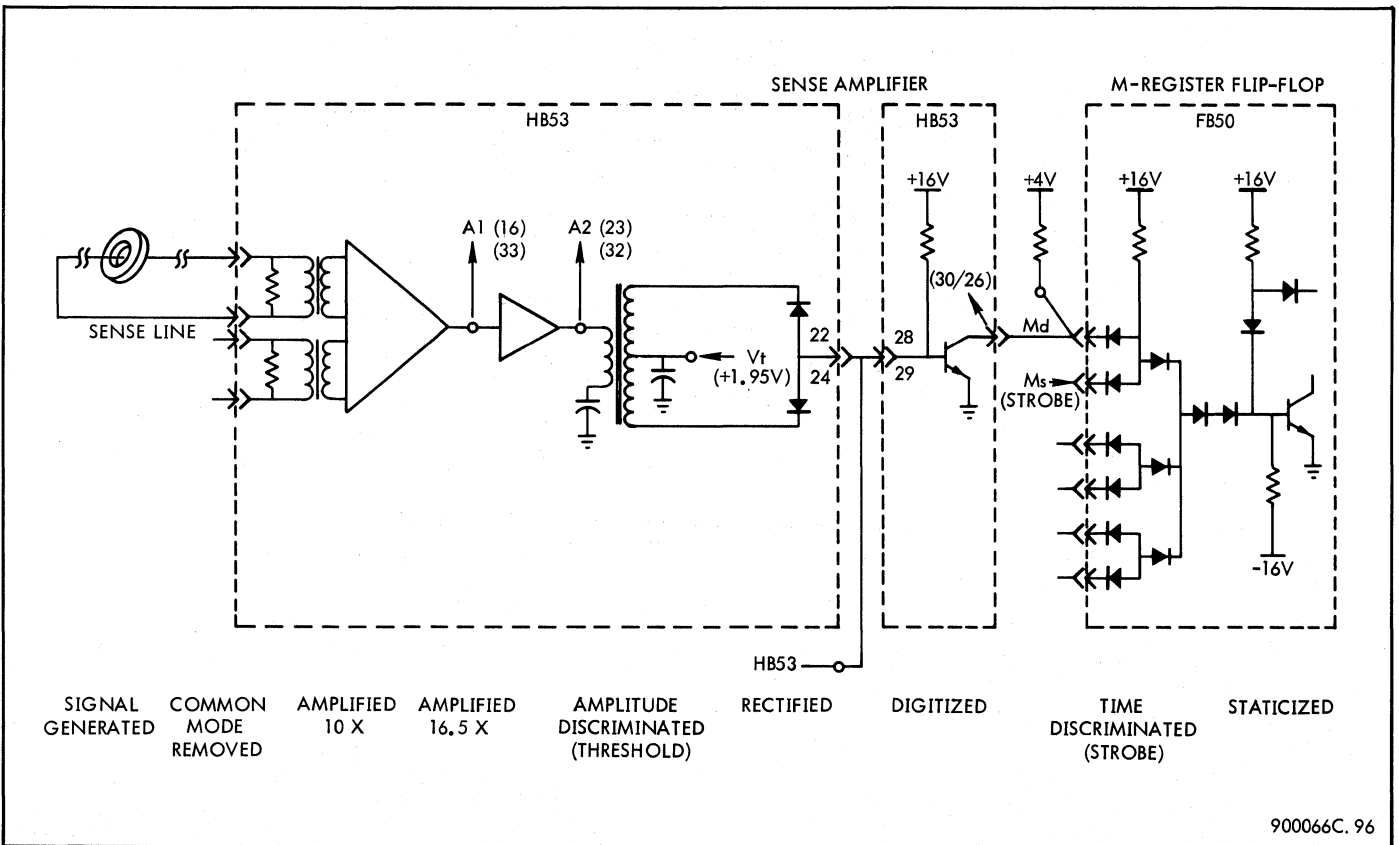 SENSE AMPLIFIER
M-REGISTER FLIP-FLOP
HB53
HB53
FB50
+16V
+4V
+16V
+16V
A1 (16)
(33)
A2 (23)
(32)
(30/26)
SENSE LINE
Vt
(+1.95V)
22
24
28
29
Md
Ms
(STROBE)
-16V
HB53
SIGNAL
GENERATED
COMMON
MODE
REMOVED
AMPLIFIED
10 X
AMPLIFIED
16.5 X
AMPLITUDE
DISCRIMINATED
(THRESHOLD)
RECTIFIED
DIGITIZED
TIME
DISCRIMINATED
(STROBE)
STATICIZED
900066C. 96